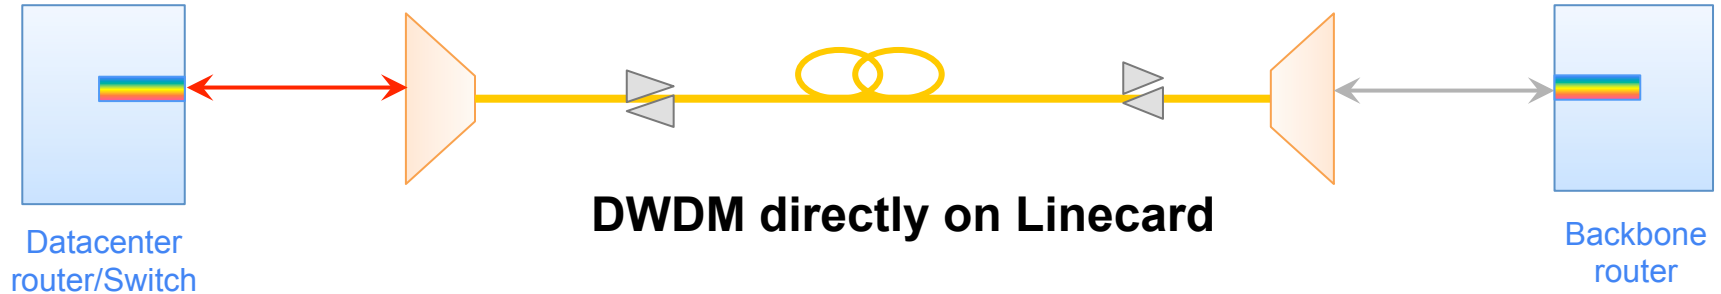 DWDM directly on Linecard
Datacenter
router/Switch
Backbone
router